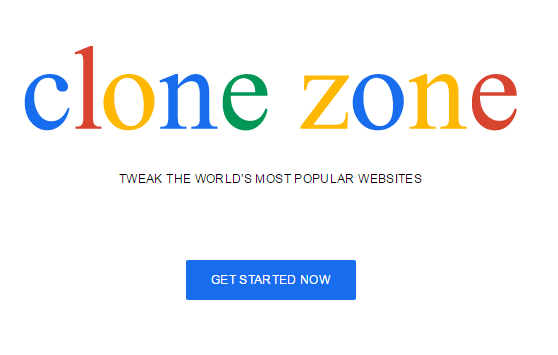 clone zone
TWEAK THE WORLD'S MOST POPULAR WEBSITES
GET STARTED NOW